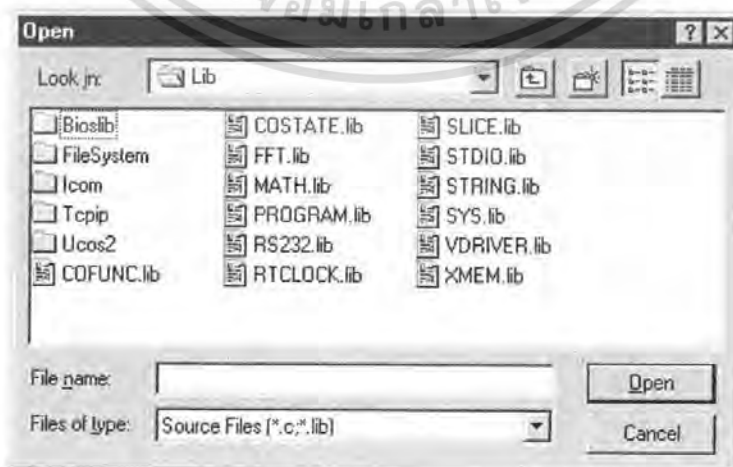 Open
Look in: Lib
Bioslib
FileSystem
Icom
Tcpip
Ucos2
COFUNC.lib
COSTATE.lib
FFT.lib
MATH.lib
PROGRAM.lib
RS232.lib
RTCLOCK.lib
SLICE.lib
STDIO.lib
STRING.lib
SYS.lib
VDRIVER.lib
XMEM.lib
File name:
Open
Files of type: Source Files (*.c;*.lib)
Cancel